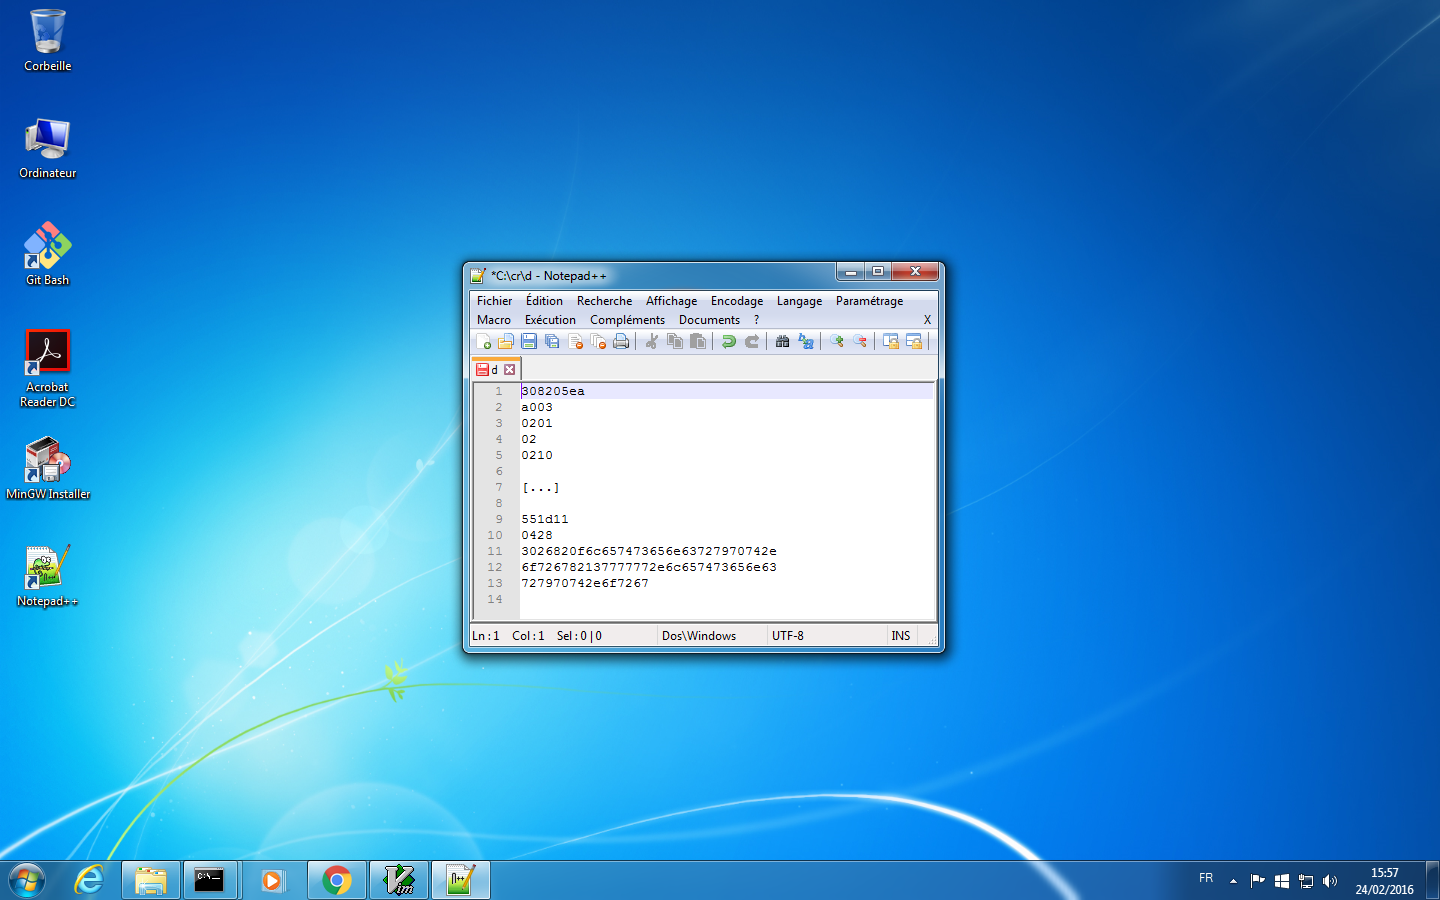 Corbeille
Ordinateur
Git Bash
Acrobat
Reader DC
MinGW Installer
Notepad++
*C:\cr\d - Notepad++
Fichier Édition Recherche Affichage Encodage Langage Paramétrage
Macro Exécution Compléments Documents ? X
d
1 308205ea
2 a003
3 0201
4 02
5 0210
6
7 [...]
8
9 551d11
10 0428
11 3026820f6c657473656e63727970742e
12 6f726782137777772e6c657473656e63
13 727970742e6f7267
14
Ln : 1 Col : 1 Sel : 0 | 0 Dos\Windows UTF-8 INS
FR
15:57
24/02/2016